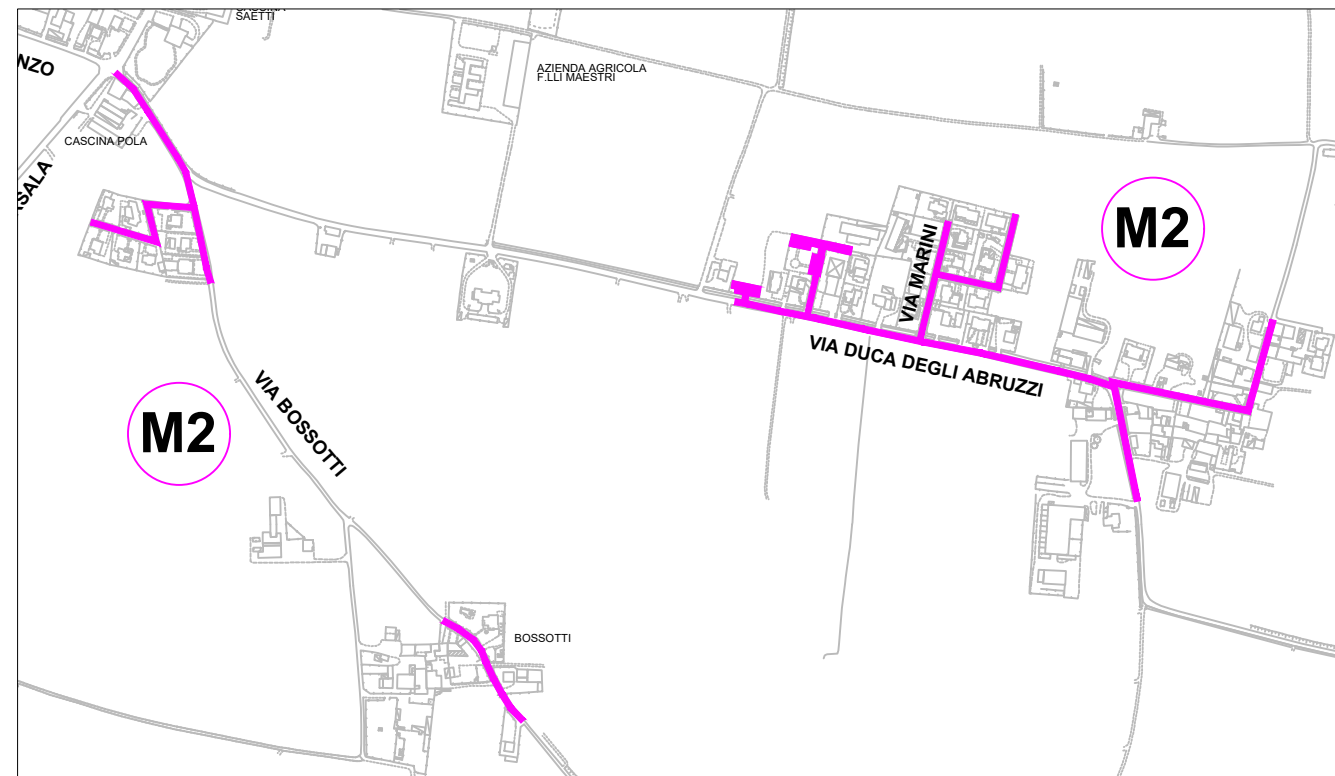 SAETTI
NZO
AZIENDA AGRICOLA
F.LLI MAESTRI
CASCINA POLA
SALA
M2
VIA MARINI
VIA DUCA DEGLI ABRUZZI
VIA BOSSOTTI
M2
BOSSOTTI